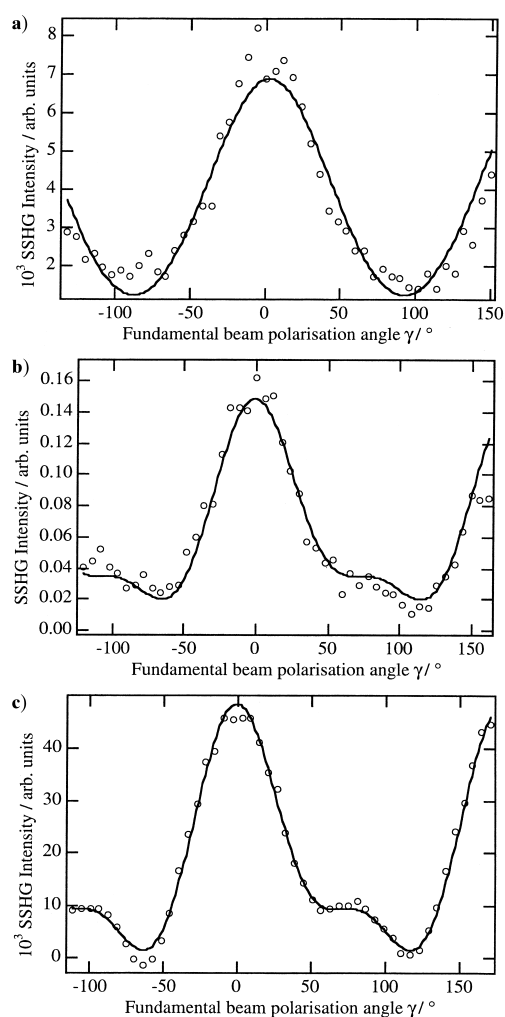 a)
10³ SSHG Intensity / arb. units
8
7
6
5
4
3
2
-100 -50 0 50 100 150
Fundamental beam polarisation angle γ/ °
b)
SSHG Intensity / arb. units
0.16
0.14
0.12
0.10
0.08
0.06
0.04
0.02
0.00
-100 -50 0 50 100 150
Fundamental beam polarisation angle γ/ °
c)
10³ SSHG Intensity / arb. units
40
30
20
10
0
-100 -50 0 50 100 150
Fundamental beam polarisation angle γ/ °